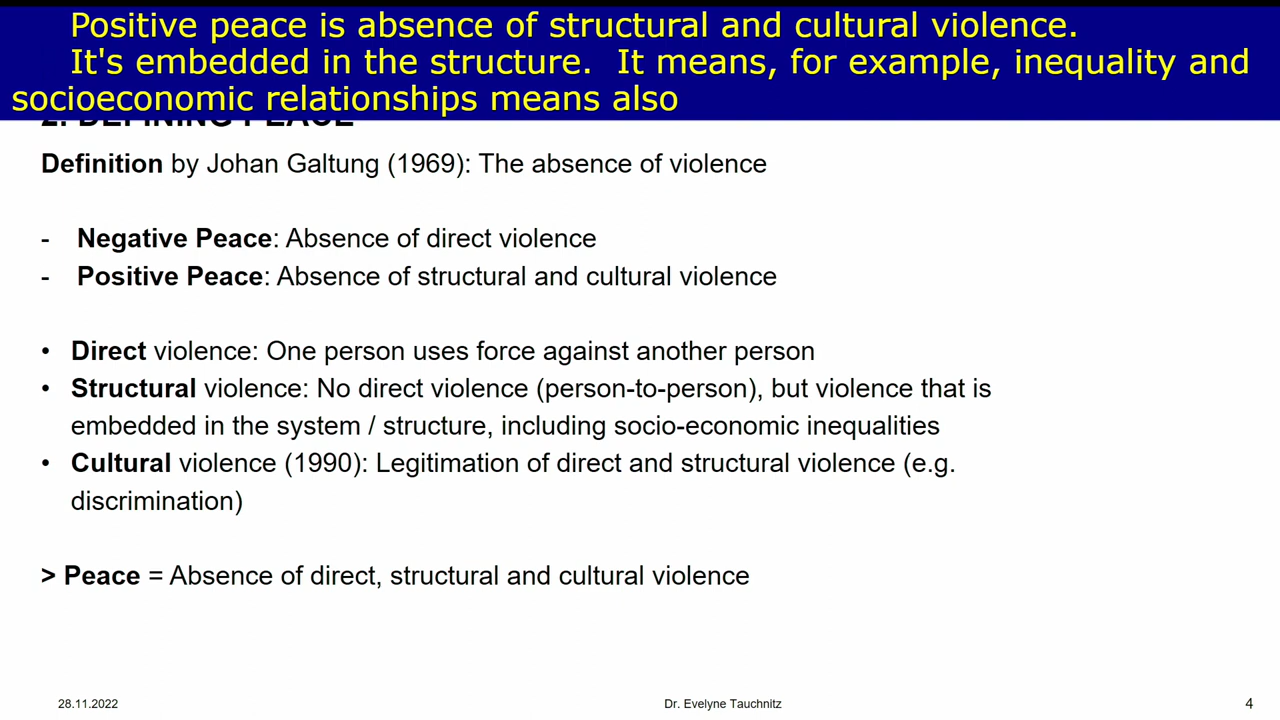 Positive peace is absence of structural and cultural violence.
It's embedded in the structure.  It means, for example, inequality and
socioeconomic relationships means also
2. DEFINING PEACE
Definition by Johan Galtung (1969): The absence of violence
- Negative Peace: Absence of direct violence
- Positive Peace: Absence of structural and cultural violence
• Direct violence: One person uses force against another person
• Structural violence: No direct violence (person-to-person), but violence that is
embedded in the system / structure, including socio-economic inequalities
• Cultural violence (1990): Legitimation of direct and structural violence (e.g.
discrimination)
> Peace = Absence of direct, structural and cultural violence
28.11.2022
Dr. Evelyne Tauchnitz
4